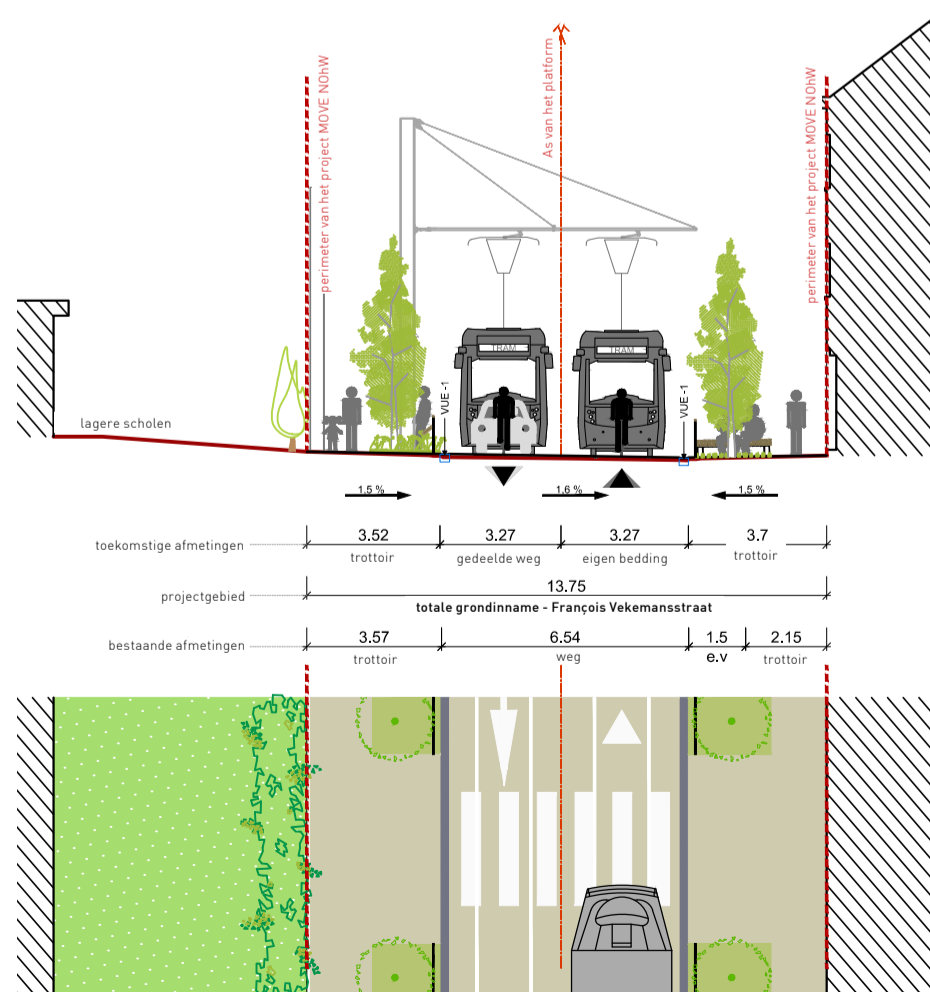 perimeter van het project MOVE NOhW
As van het platform
perimeter van het project MOVE NOhW
TRAM
TRAM
VUE -1
VUE -1
lagere scholen
1,5 %
1,6 %
1,5 %
toekomstige afmetingen
3.52
3.27
3.27
3.7
trottoir
gedeelde weg
eigen bedding
trottoir
projectgebied
13.75
totale grondinname - François Vekemansstraat
bestaande afmetingen
3.57
6.54
1.5
2.15
trottoir
weg
e.v
trottoir